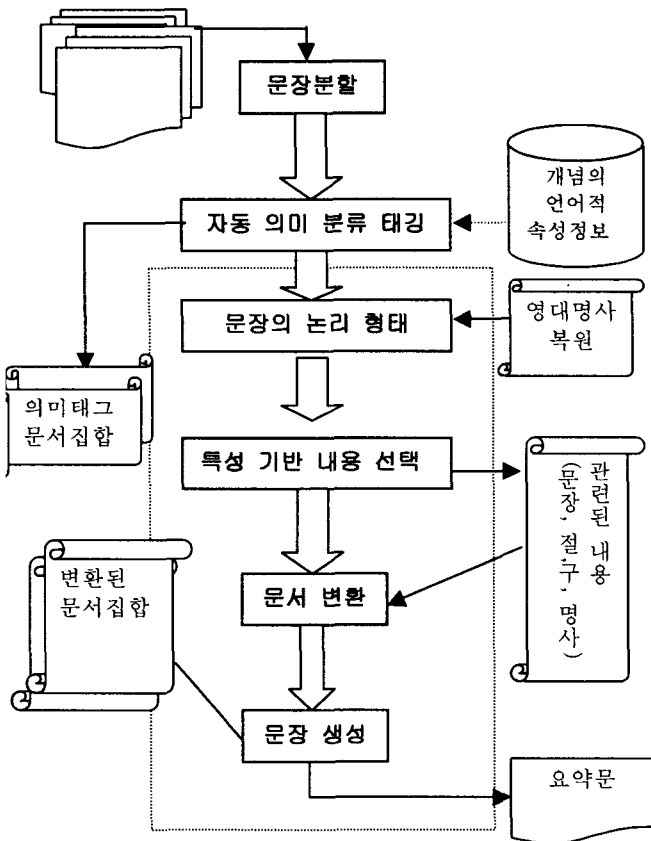 문장분할
개념의
언어적
속성정보
자동 의미 분류 태깅
문장의 논리 형태
영대명사
복원
의미태그
문서집합
특성 기반 내용 선택
관련된 내용
(문장, 절,구, 명사)
변환된
문서집합
문서 변환
문장 생성
요약문